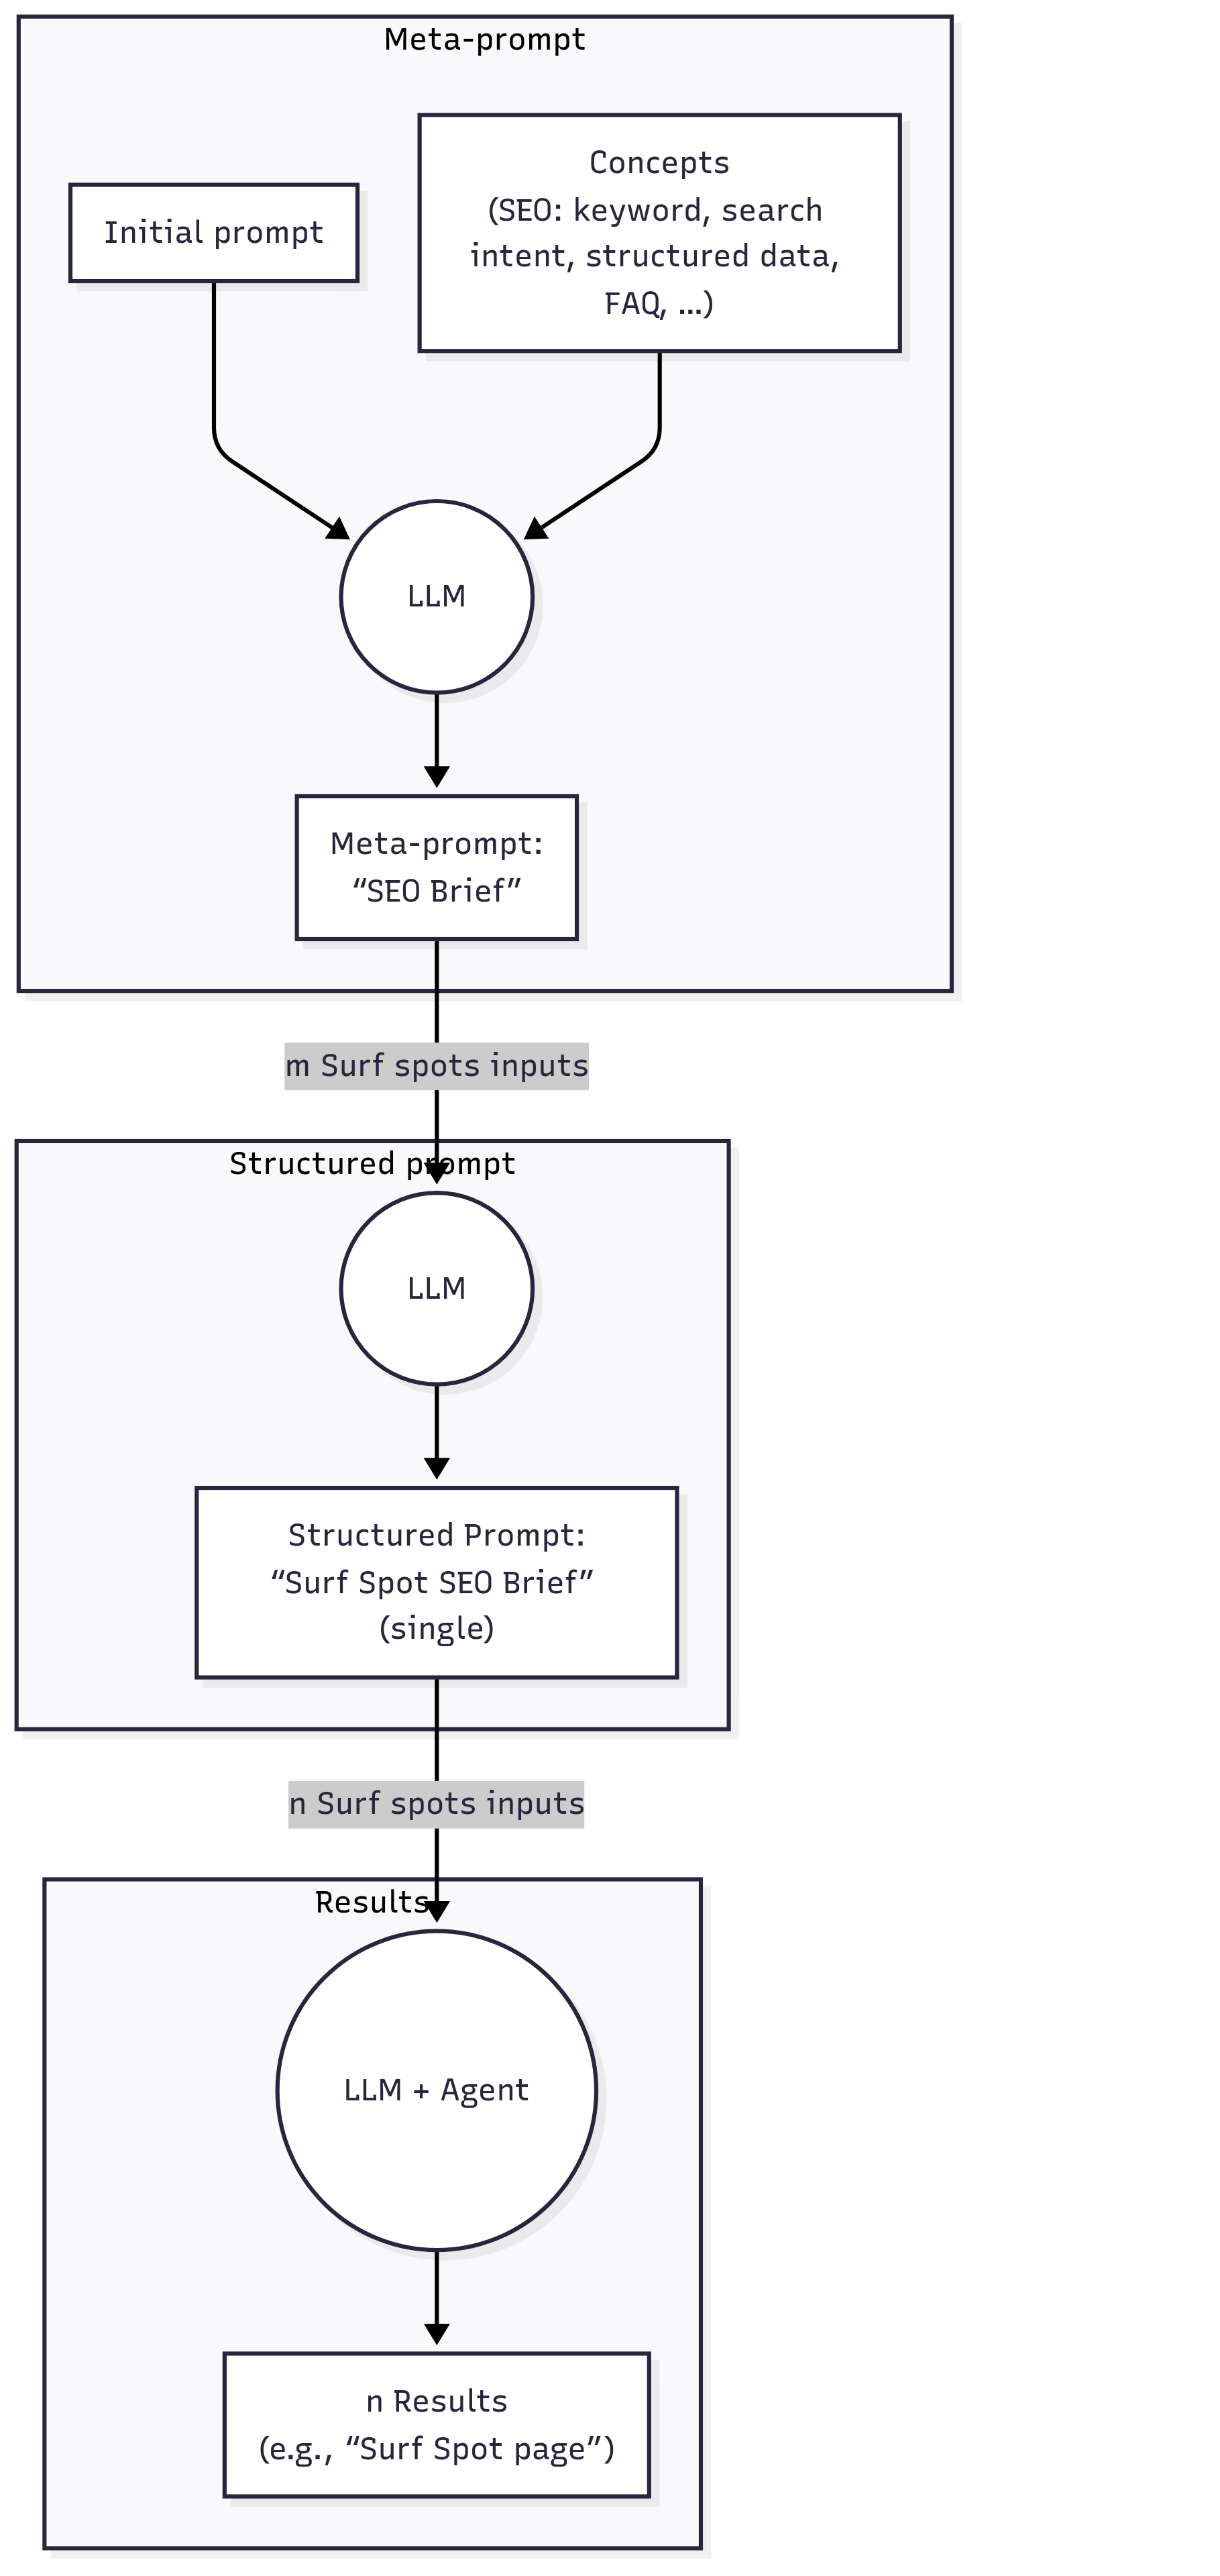 Meta-prompt
Initial prompt
Concepts
(SEO: keyword, search
intent, structured data,
FAQ, ...)
LLM
Meta-prompt:
“SEO Brief”
m Surf spots inputs
Structured prompt
LLM
Structured Prompt:
“Surf Spot SEO Brief”
(single)
n Surf spots inputs
Results
LLM + Agent
n Results
(e.g., “Surf Spot page”)